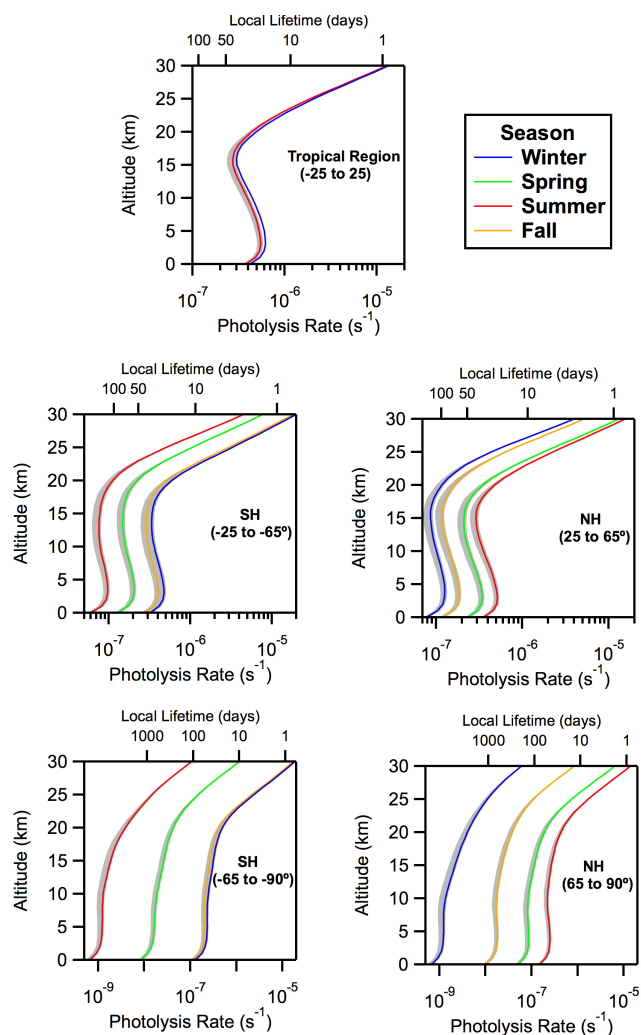 Local Lifetime (days)
100 50 10 1
30
25
20
15
10
5
0
Altitude (km)
Tropical Region
(-25 to 25)
10⁻⁷ 10⁻⁶ 10⁻⁵
Photolysis Rate (s⁻¹)
Season
Winter
Spring
Summer
Fall
Local Lifetime (days)
100 50 10 1
30
25
20
15
10
5
0
Altitude (km)
SH
(-25 to -65º)
10⁻⁷ 10⁻⁶ 10⁻⁵
Photolysis Rate (s⁻¹)
Local Lifetime (days)
100 50 10 1
30
25
20
15
10
5
0
Altitude (km)
NH
(25 to 65º)
10⁻⁷ 10⁻⁶ 10⁻⁵
Photolysis Rate (s⁻¹)
Local Lifetime (days)
1000 100 10 1
30
25
20
15
10
5
0
Altitude (km)
SH
(-65 to -90º)
10⁻⁹ 10⁻⁷ 10⁻⁶ 10⁻⁵
Photolysis Rate (s⁻¹)
Local Lifetime (days)
1000 100 10 1
30
25
20
15
10
5
0
Altitude (km)
NH
(65 to 90º)
10⁻⁹ 10⁻⁷ 10⁻⁶ 10⁻⁵
Photolysis Rate (s⁻¹)